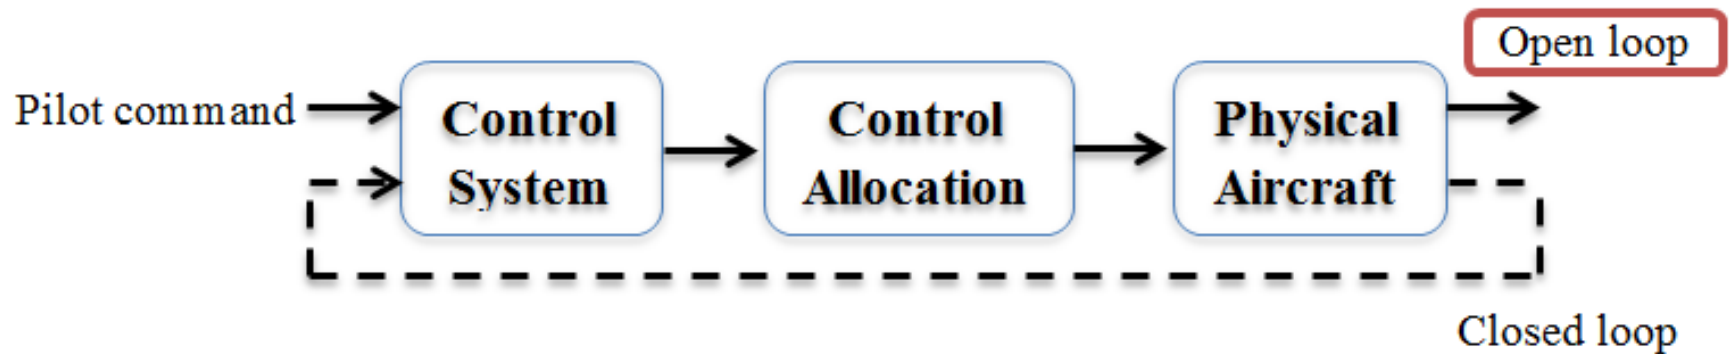 Open loop
Pilot command
Control
System
Control
Allocation
Physical
Aircraft
Closed loop